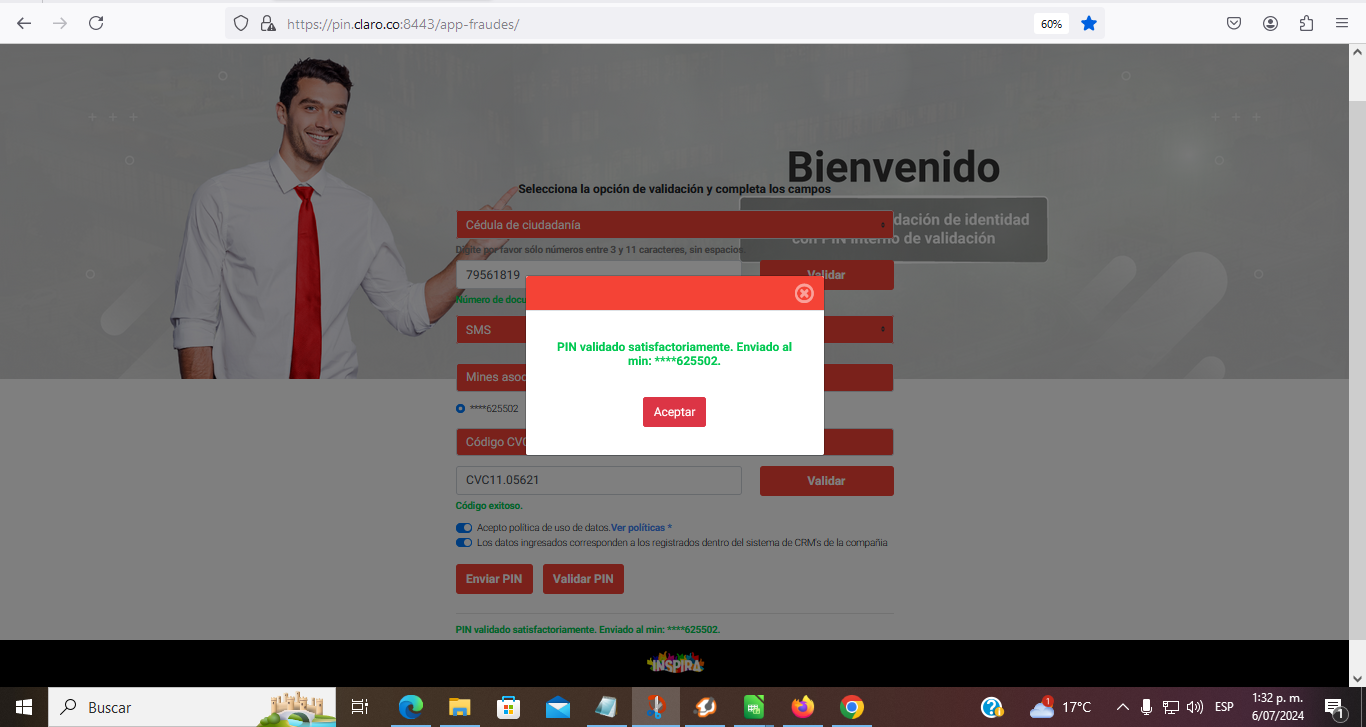 https://pin.claro.co:8443/app-fraudes/
60%
Bienvenido
Selecciona la opción de validación y completa los campos
Cédula de ciudadanía
dación de identidad
con PIN interno de validación
Digite por favor sólo números entre 3 y 11 caracteres, sin espacios.
79561819
Validar
Número de docu
SMS
PIN validado satisfactoriamente. Enviado al
min: ****625502.
Mines asoc
****625502
Aceptar
Código CVC
CVC11.05621
Validar
Código exitoso.
Acepto política de uso de datos.Ver políticas *
Los datos ingresados corresponden a los registrados dentro del sistema de CRM's de la compañia
Enviar PIN
Validar PIN
PIN validado satisfactoriamente. Enviado al min: ****625502.
INSPIRA
Buscar
1
17°C
ESP
1:32 p. m.
6/07/2024
1